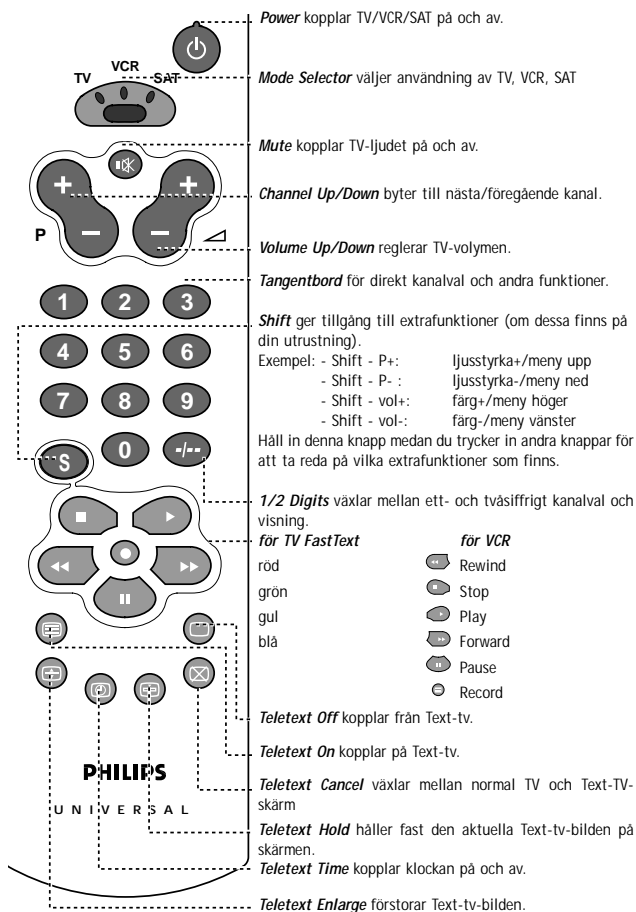 Power kopplar TV/VCR/SAT på och av.
VCR
TV SAT
Mode Selector väljer användning av TV, VCR, SAT
Mute kopplar TV-ljudet på och av.
+ +
Channel Up/Down byter till nästa/föregående kanal.
P - -
Volume Up/Down reglerar TV-volymen.
Tangentbord för direkt kanalval och andra funktioner.
1 2 3
Shift ger tillgång till extrafunktioner (om dessa finns på
din utrustning).
4 5 6
Exempel: - Shift - P+: ljusstyrka+/meny upp
- Shift - P- : ljusstyrka-/meny ned
7 8 9
- Shift - vol+: färg+/meny höger
- Shift - vol-: färg-/meny vänster
Håll in denna knapp medan du trycker in andra knappar för
att ta reda på vilka extrafunktioner som finns.
S 0 -/--
1/2 Digits växlar mellan ett- och tvåsiffrigt kanalval och
visning.
för TV FastText för VCR
röd Rewind
grön Stop
gul Play
blå Forward
Pause
Record
Teletext Off kopplar från Text-tv.
Teletext On kopplar på Text-tv.
PHILIPS
Teletext Cancel växlar mellan normal TV och Text-TV-
skärm
UNIVERSAL
Teletext Hold håller fast den aktuella Text-tv-bilden på
skärmen.
Teletext Time kopplar klockan på och av.
Teletext Enlarge förstorar Text-tv-bilden.